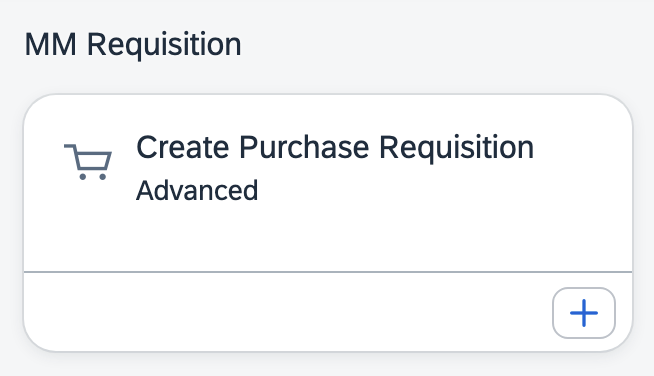 MM Requisition
Create Purchase Requisition
Advanced